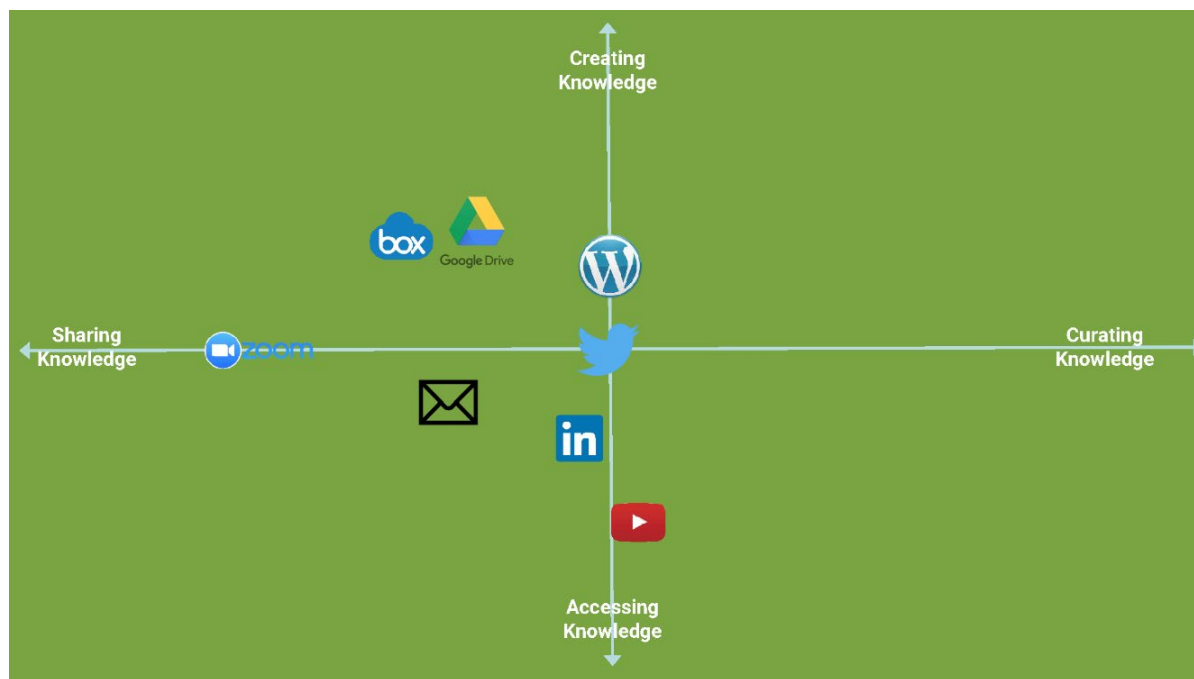 Creating
Knowledge
box
Google Drive
W
Sharing
Knowledge
zoom
Curating
Knowledge
in
Accessing
Knowledge